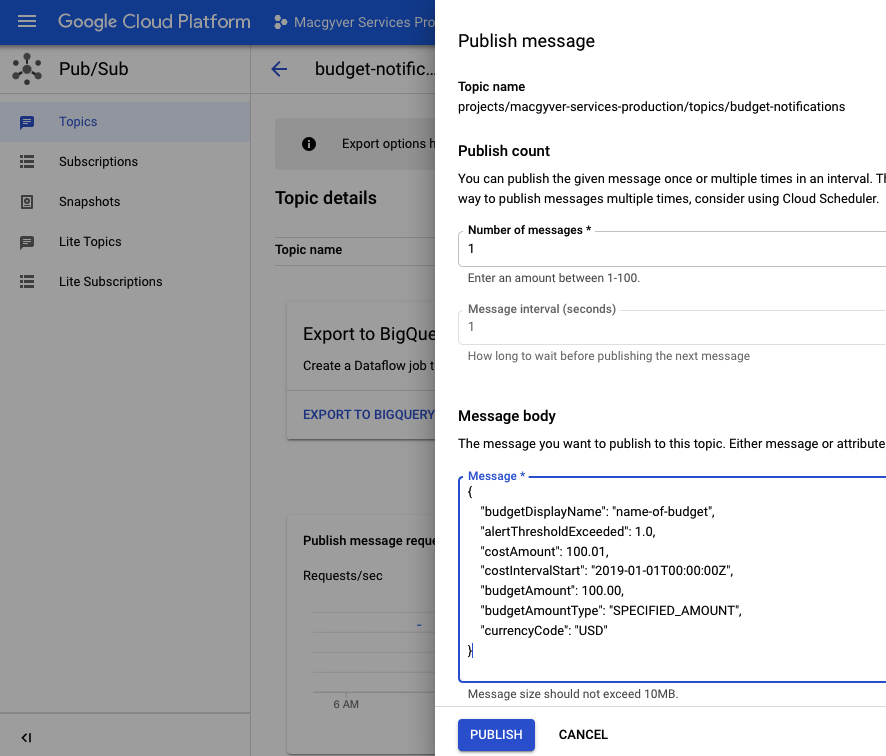 Google Cloud Platform
Macgyver Services Pro
Pub/Sub
Topics
Subscriptions
Snapshots
Lite Topics
Lite Subscriptions
budget-notific...
Export options h
Topic details
Topic name
Export to BigQue
Create a Dataflow job t
EXPORT TO BIGQUERY
Publish message reque
Requests/sec
6 AM
Publish message
Topic name
projects/macgyver-services-production/topics/budget-notifications
Publish count
You can publish the given message once or multiple times in an interval. Th
way to publish messages multiple times, consider using Cloud Scheduler.
Number of messages *
1
Enter an amount between 1-100.
Message interval (seconds)
1
How long to wait before publishing the next message
Message body
The message you want to publish to this topic. Either message or attribute
Message *
{
"budgetDisplayName": "name-of-budget",
"alertThresholdExceeded": 1.0,
"costAmount": 100.01,
"costIntervalStart": "2019-01-01T00:00:00Z",
"budgetAmount": 100.00,
"budgetAmountType": "SPECIFIED_AMOUNT",
"currencyCode": "USD"
}
Message size should not exceed 10MB.
PUBLISH
CANCEL